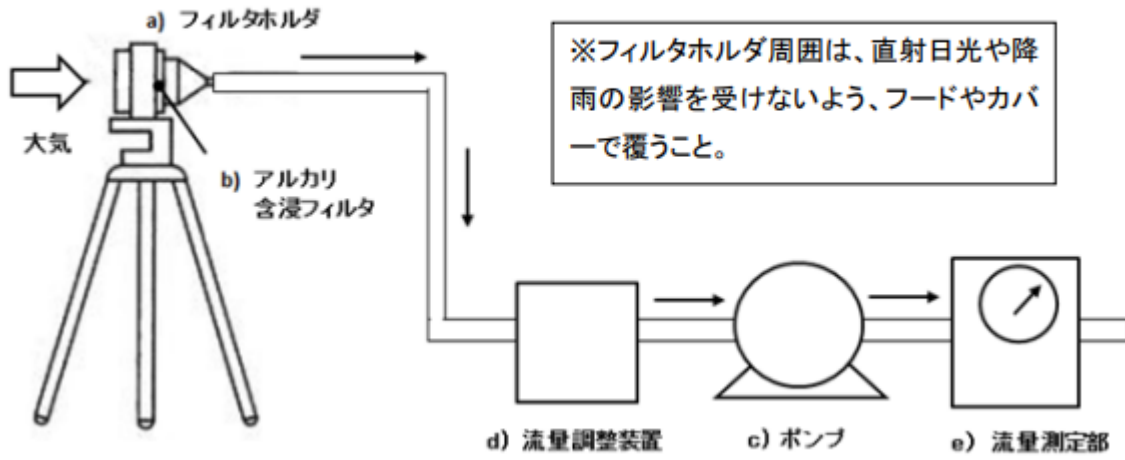 a) フィルタホルダ
※フィルタホルダ周囲は、直射日光や降
雨の影響を受けないよう、フードやカバ
ーで覆うこと。
大気
b) アルカリ
含浸フィルタ
d) 流量調整装置
c) ポンプ
e) 流量測定部